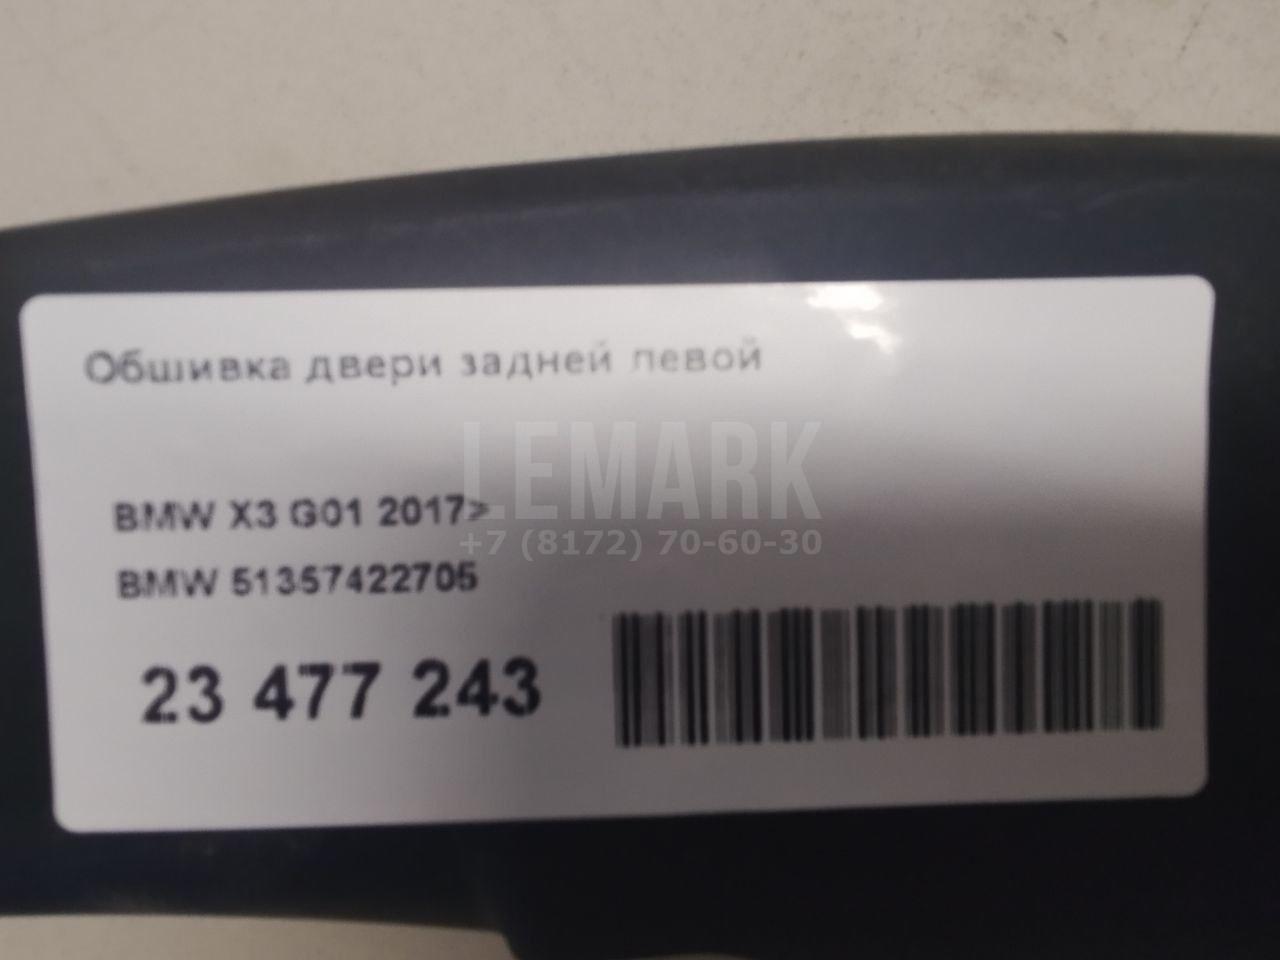 Обшивка двери задней левой
LEMARK
BMW X3 G01 2017>
+7 (8172) 70-60-30
BMW 51357422705
23 477 243